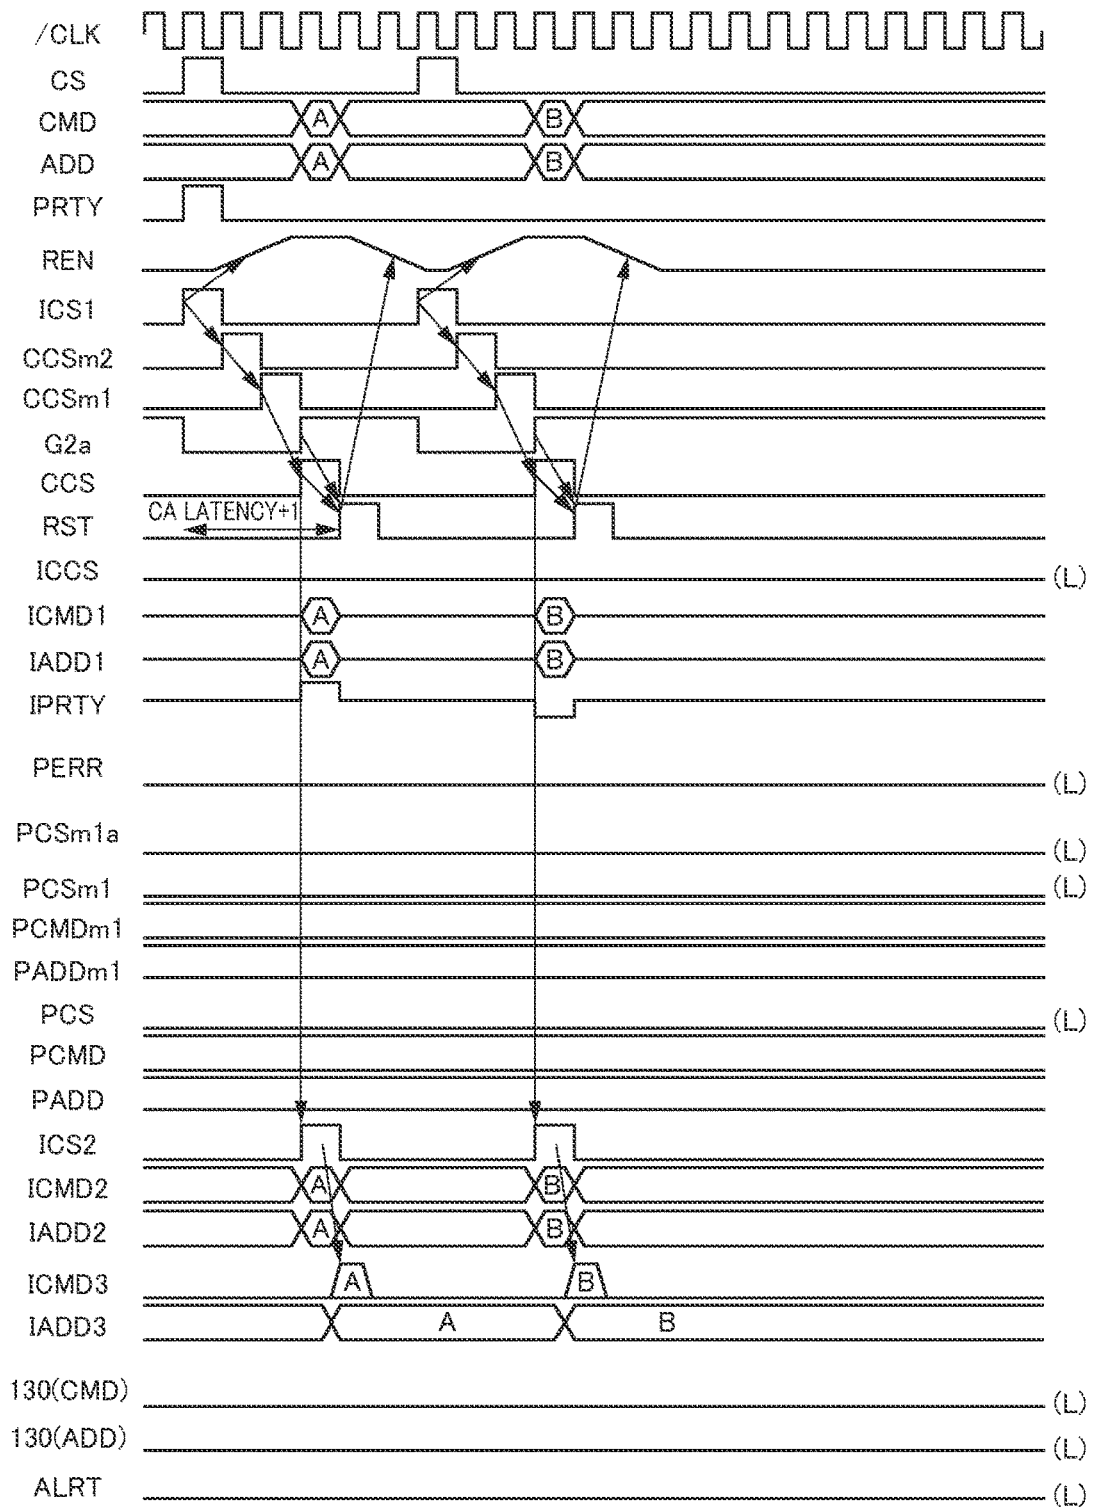 /CLK
CS
CMD A B
ADD A B
PRTY
REN
ICS1
CCSm2
CCSm1
G2a
CCS
CA LATENCY+1
RST
ICCS (L)
ICMD1 A B
IADD1 A B
IPRTY
PERR (L)
PCSm1a (L)
PCSm1 (L)
PCMDm1
PADDm1
PCS (L)
PCMD
PADD
ICS2
ICMD2 A B
IADD2 A B
ICMD3 A B
IADD3 A B
130(CMD) (L)
130(ADD) (L)
ALRT (L)